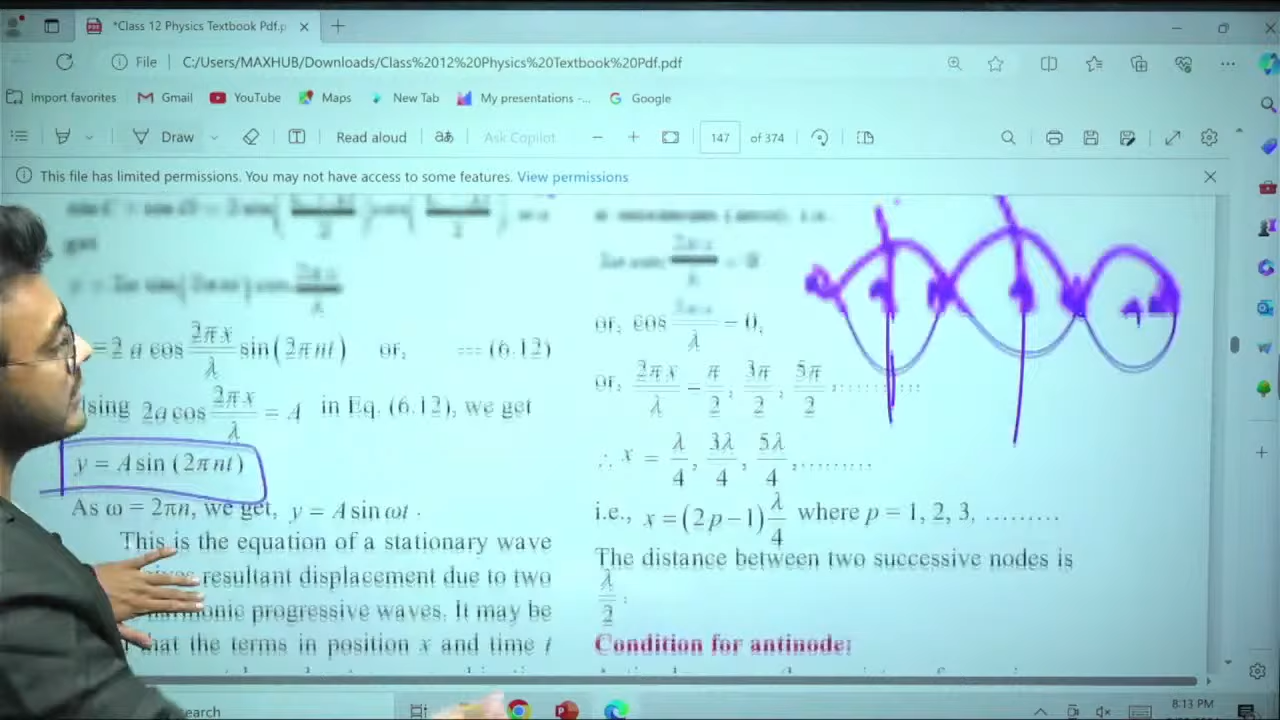 *Class 12 Physics Textbook Pdf.p
File | C:/Users/MAXHUB/Downloads/Class%2012%20Physics%20Textbook%20Pdf.pdf
Import favorites Gmail YouTube Maps New Tab My presentations -... Google
Draw Read aloud Ask Copilot 147 of 374
This file has limited permissions. You may not have access to some features. View permissions
get
= 2 a cos 2πx/λ sin(2πnt) or, --- (6.12)
sing 2a cos 2πx/λ = A in Eq. (6.12), we get
y = A sin (2πnt)
As ω = 2πn, we get, y = A sin ωt .
This is the equation of a stationary wave
resultant displacement due to two
harmonic progressive waves. It may be
that the terms in position x and time t
or, cos 2πx/λ = 0,
or, 2πx/λ = π/2, 3π/2, 5π/2 ..........
∴ x = λ/4, 3λ/4, 5λ/4, .........
i.e., x = (2p−1) λ/4 where p = 1, 2, 3, .........
The distance between two successive nodes is
λ/2 .
Condition for antinode:
earch
8:13 PM